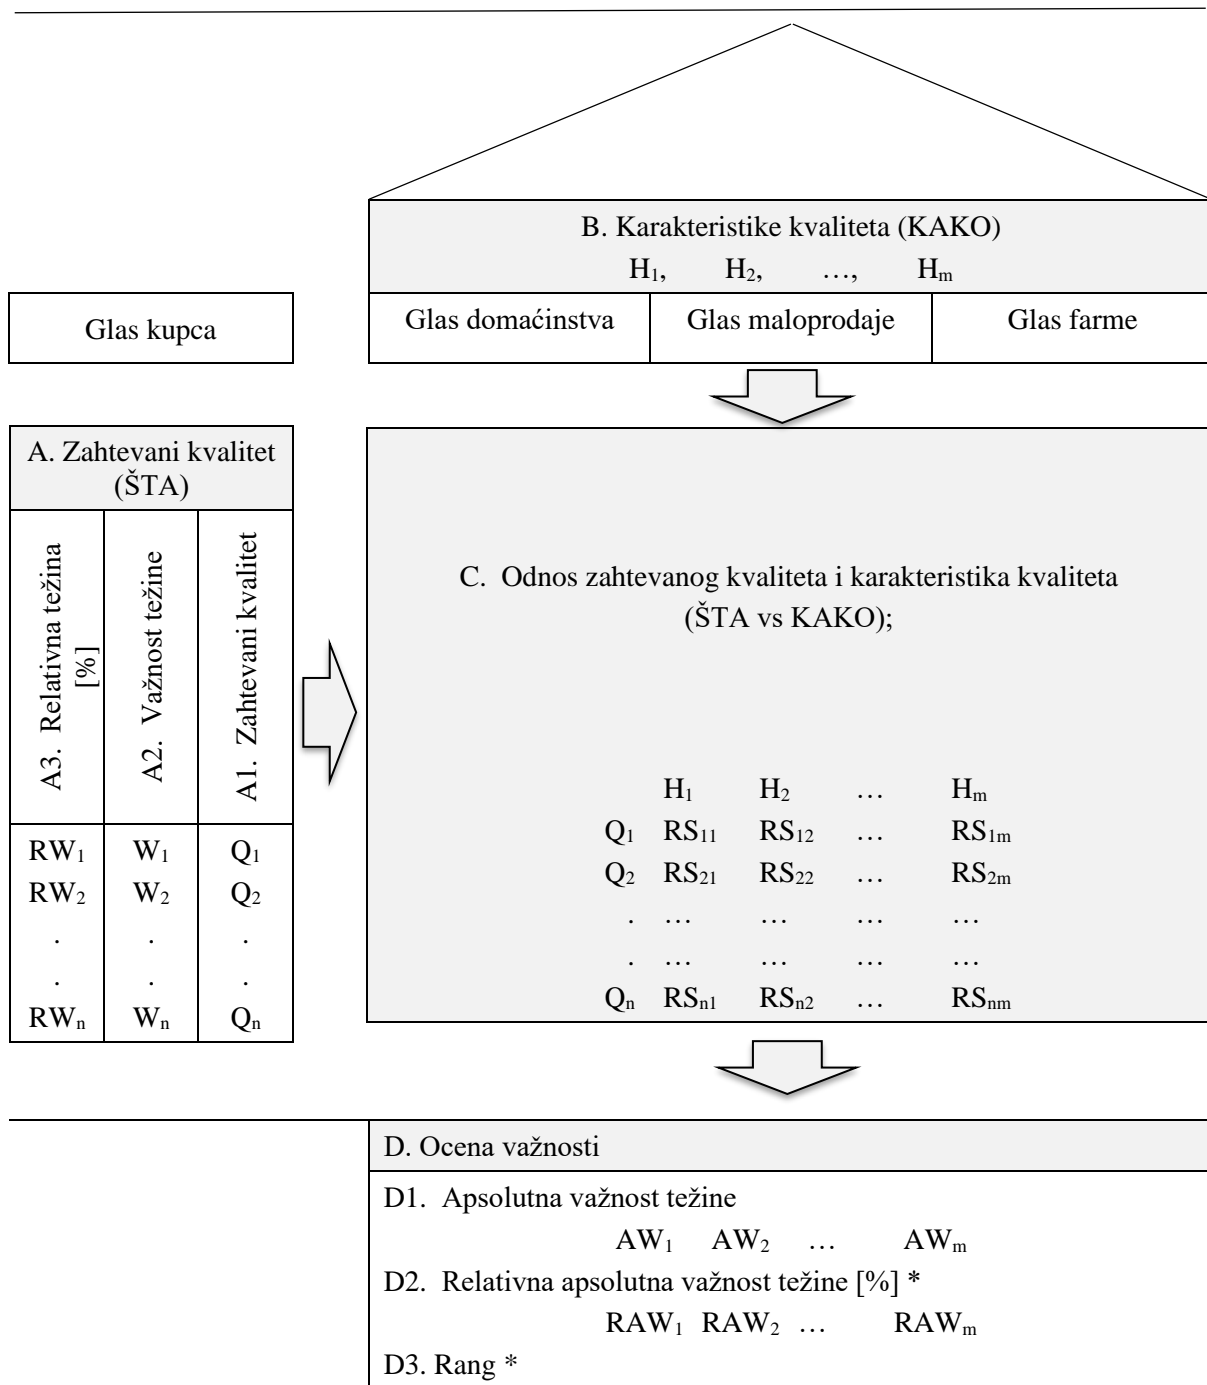 B. Karakteristike kvaliteta (KAKO)
H1, H2, …, Hm
Glas kupca
Glas domaćinstva
Glas maloprodaje
Glas farme
A. Zahtevani kvalitet
(ŠTA)
A3. Relativna težina
[%]
A2. Važnost težine
A1. Zahtevani kvalitet
RW1 W1 Q1
RW2 W2 Q2
. . .
. . .
RWn Wn Qn
C. Odnos zahtevanog kvaliteta i karakteristika kvaliteta
(ŠTA vs KAKO);
H1 H2 … Hm
Q1 RS11 RS12 … RS1m
Q2 RS21 RS22 … RS2m
. … … … …
. … … … …
Qn RSn1 RSn2 … RSnm
D. Ocena važnosti
D1. Apsolutna važnost težine
AW1 AW2 … AWm
D2. Relativna apsolutna važnost težine [%] *
RAW1 RAW2 … RAWm
D3. Rang *